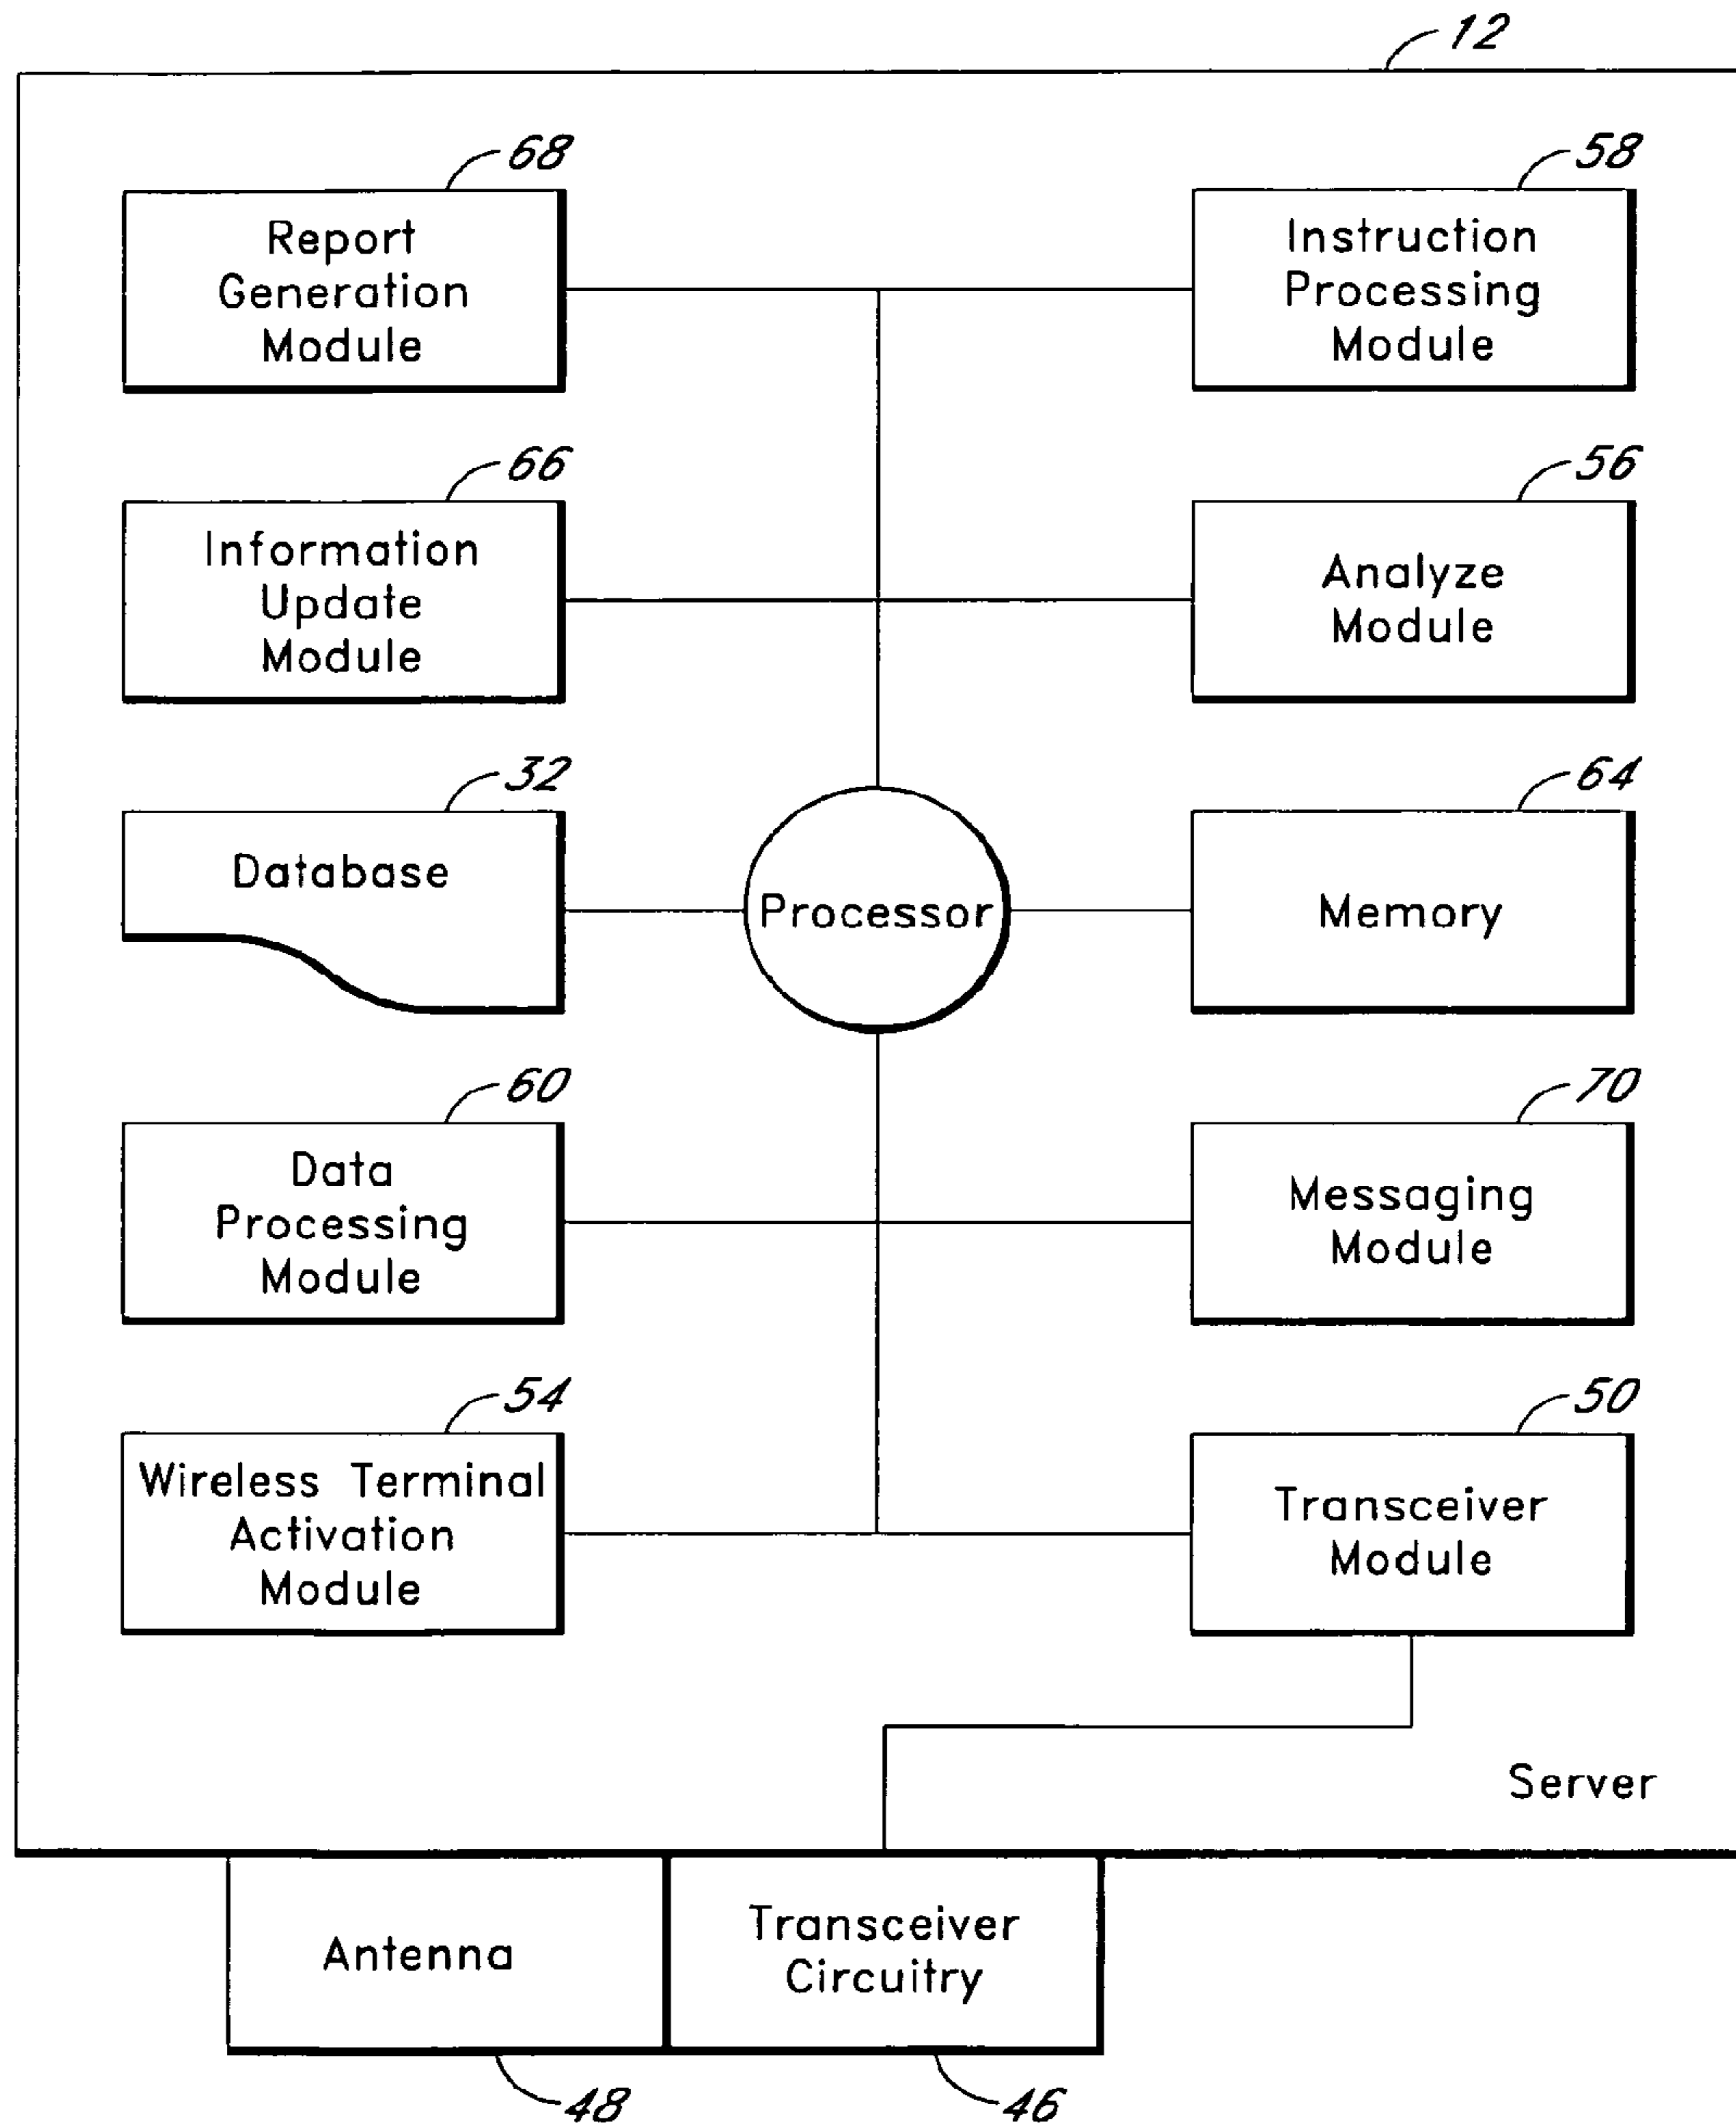 12
68
Report
Generation
Module
58
Instruction
Processing
Module
66
Information
Update
Module
56
Analyze
Module
32
Database
Processor
64
Memory
60
Data
Processing
Module
70
Messaging
Module
54
Wireless Terminal
Activation
Module
50
Transceiver
Module
Server
Antenna
Transceiver
Circuitry
48
46